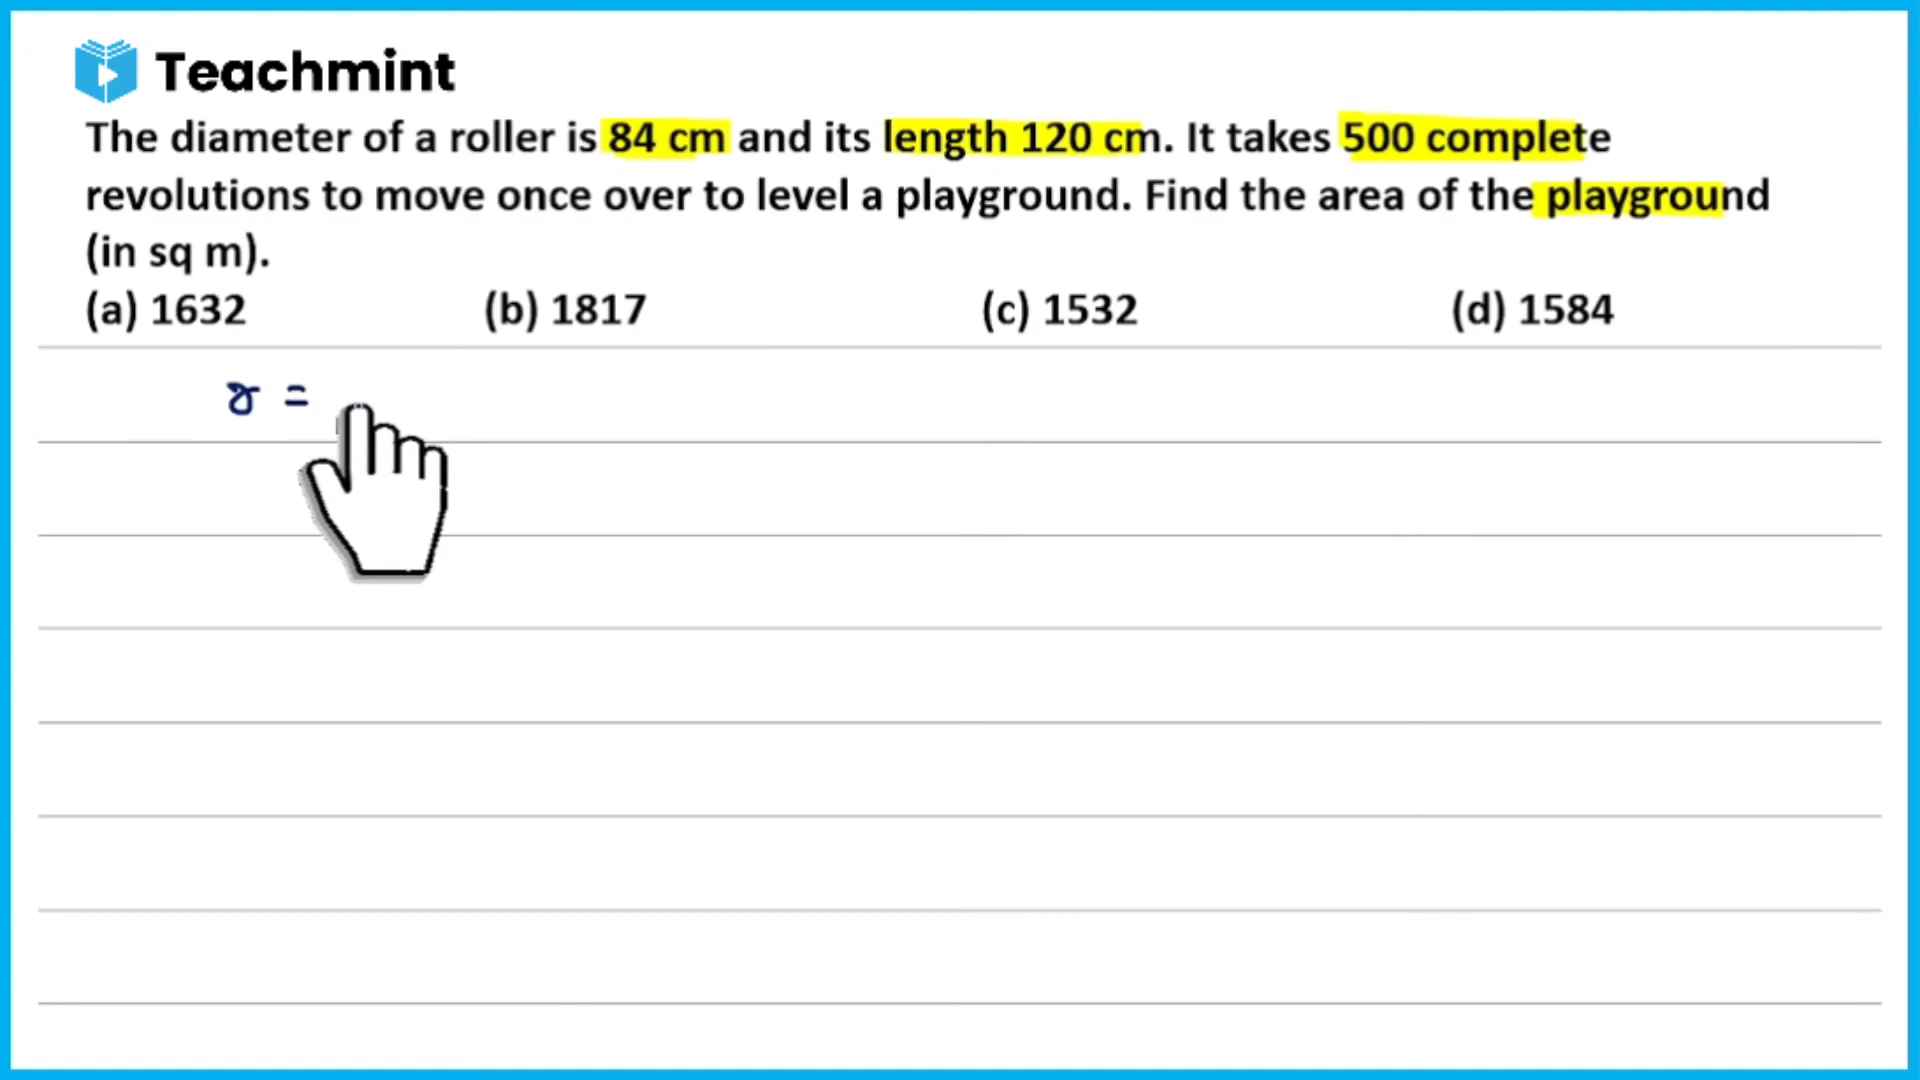 Teachmint
The diameter of a roller is 84 cm and its length 120 cm. It takes 500 complete
revolutions to move once over to level a playground. Find the area of the playground
(in sq m).
(a) 1632 (b) 1817 (c) 1532 (d) 1584
r =